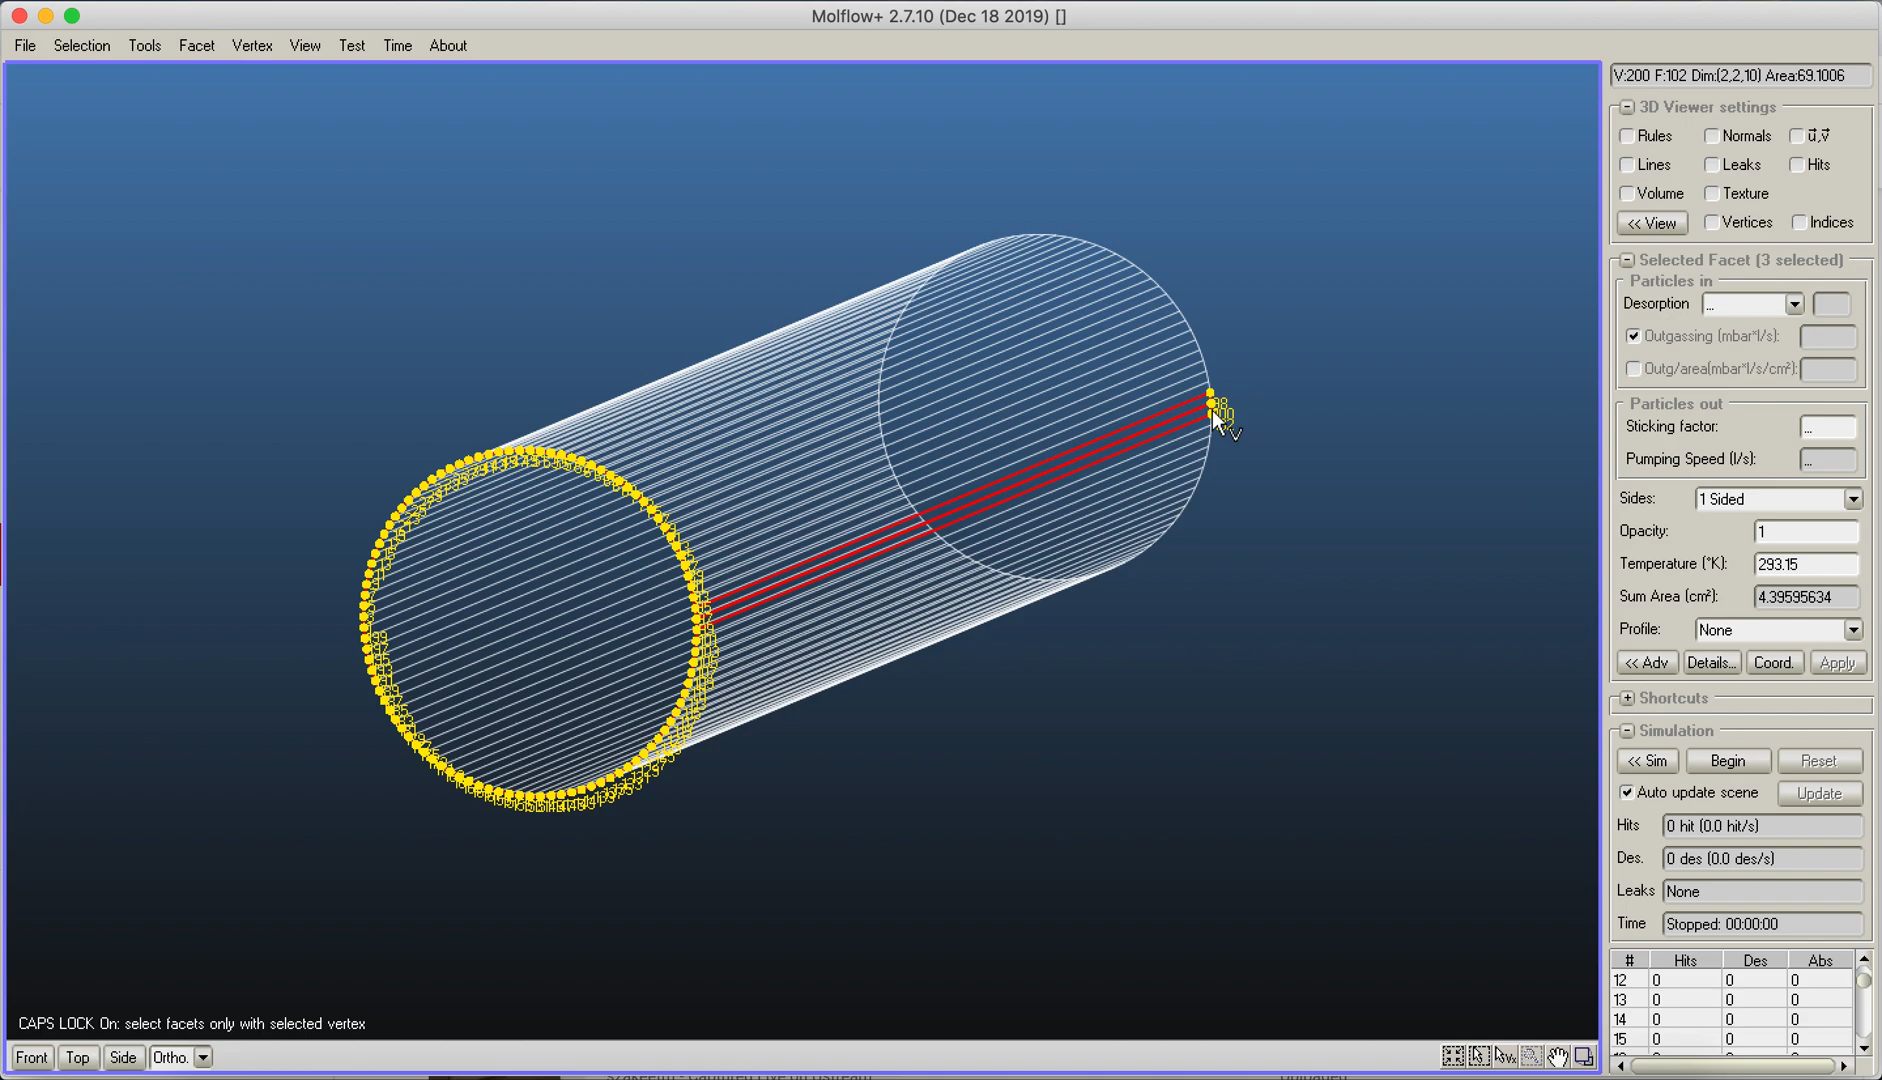 Molflow+ 2.7.10 (Dec 18 2019) []
File Selection Tools Facet Vertex View Test Time About
V:200 F:102 Dim:(2,2,10) Area:69.1006
3D Viewer settings
Rules Normals u,v
Lines Leaks Hits
Volume Texture
<< View Vertices Indices
Selected Facet (3 selected)
Particles in
Desorption ...
Outgassing (mbar*l/s):
Outg/area(mbar*l/s/cm²):
Particles out
Sticking factor: ...
Pumping Speed (l/s): ...
Sides: 1 Sided
Opacity: 1
Temperature (°K): 293.15
Sum Area (cm²): 4.39595634
Profile: None
<< Adv Details... Coord. Apply
Shortcuts
Simulation
<< Sim Begin Reset
Auto update scene Update
Hits 0 hit (0.0 hit/s)
Des. 0 des (0.0 des/s)
Leaks None
Time Stopped: 00:00:00
# Hits Des Abs
12 0 0 0
13 0 0 0
14 0 0 0
15 0 0 0
CAPS LOCK On: select facets only with selected vertex
Front Top Side Ortho.